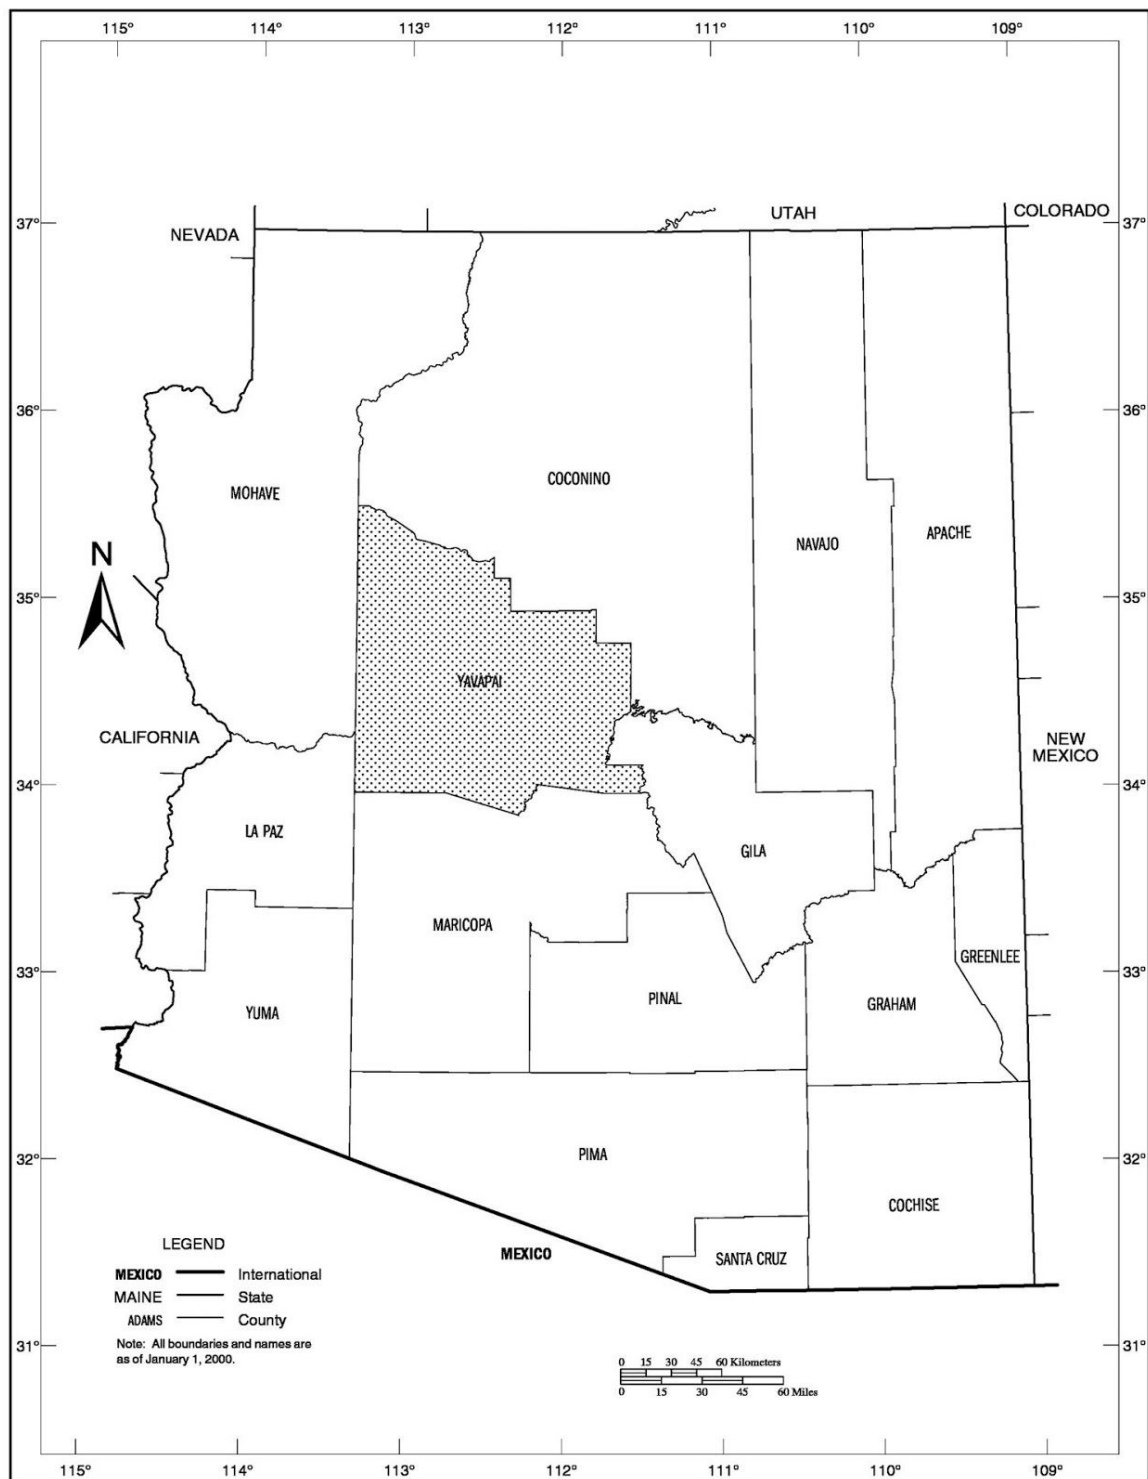 115° 114° 113° 112° 111° 110° 109°
UTAH
COLORADO
37° 37°
NEVADA
36° 36°
COCONINO
MOHAVE
APACHE
NAVAJO
N
35° 35°
YAVAPAI
CALIFORNIA
NEW
MEXICO
34° 34°
LA PAZ
GILA
MARICOPA
GREENLEE
33° 33°
PINAL
GRAHAM
YUMA
32° 32°
PIMA
COCHISE
LEGEND
MEXICO
SANTA CRUZ
MEXICO International
MAINE State
ADAMS County
Note: All boundaries and names are
as of January 1, 2000.
31° 31°
0 15 30 45 60 Kilometers
0 15 30 45 60 Miles
115° 114° 113° 112° 111° 110° 109°